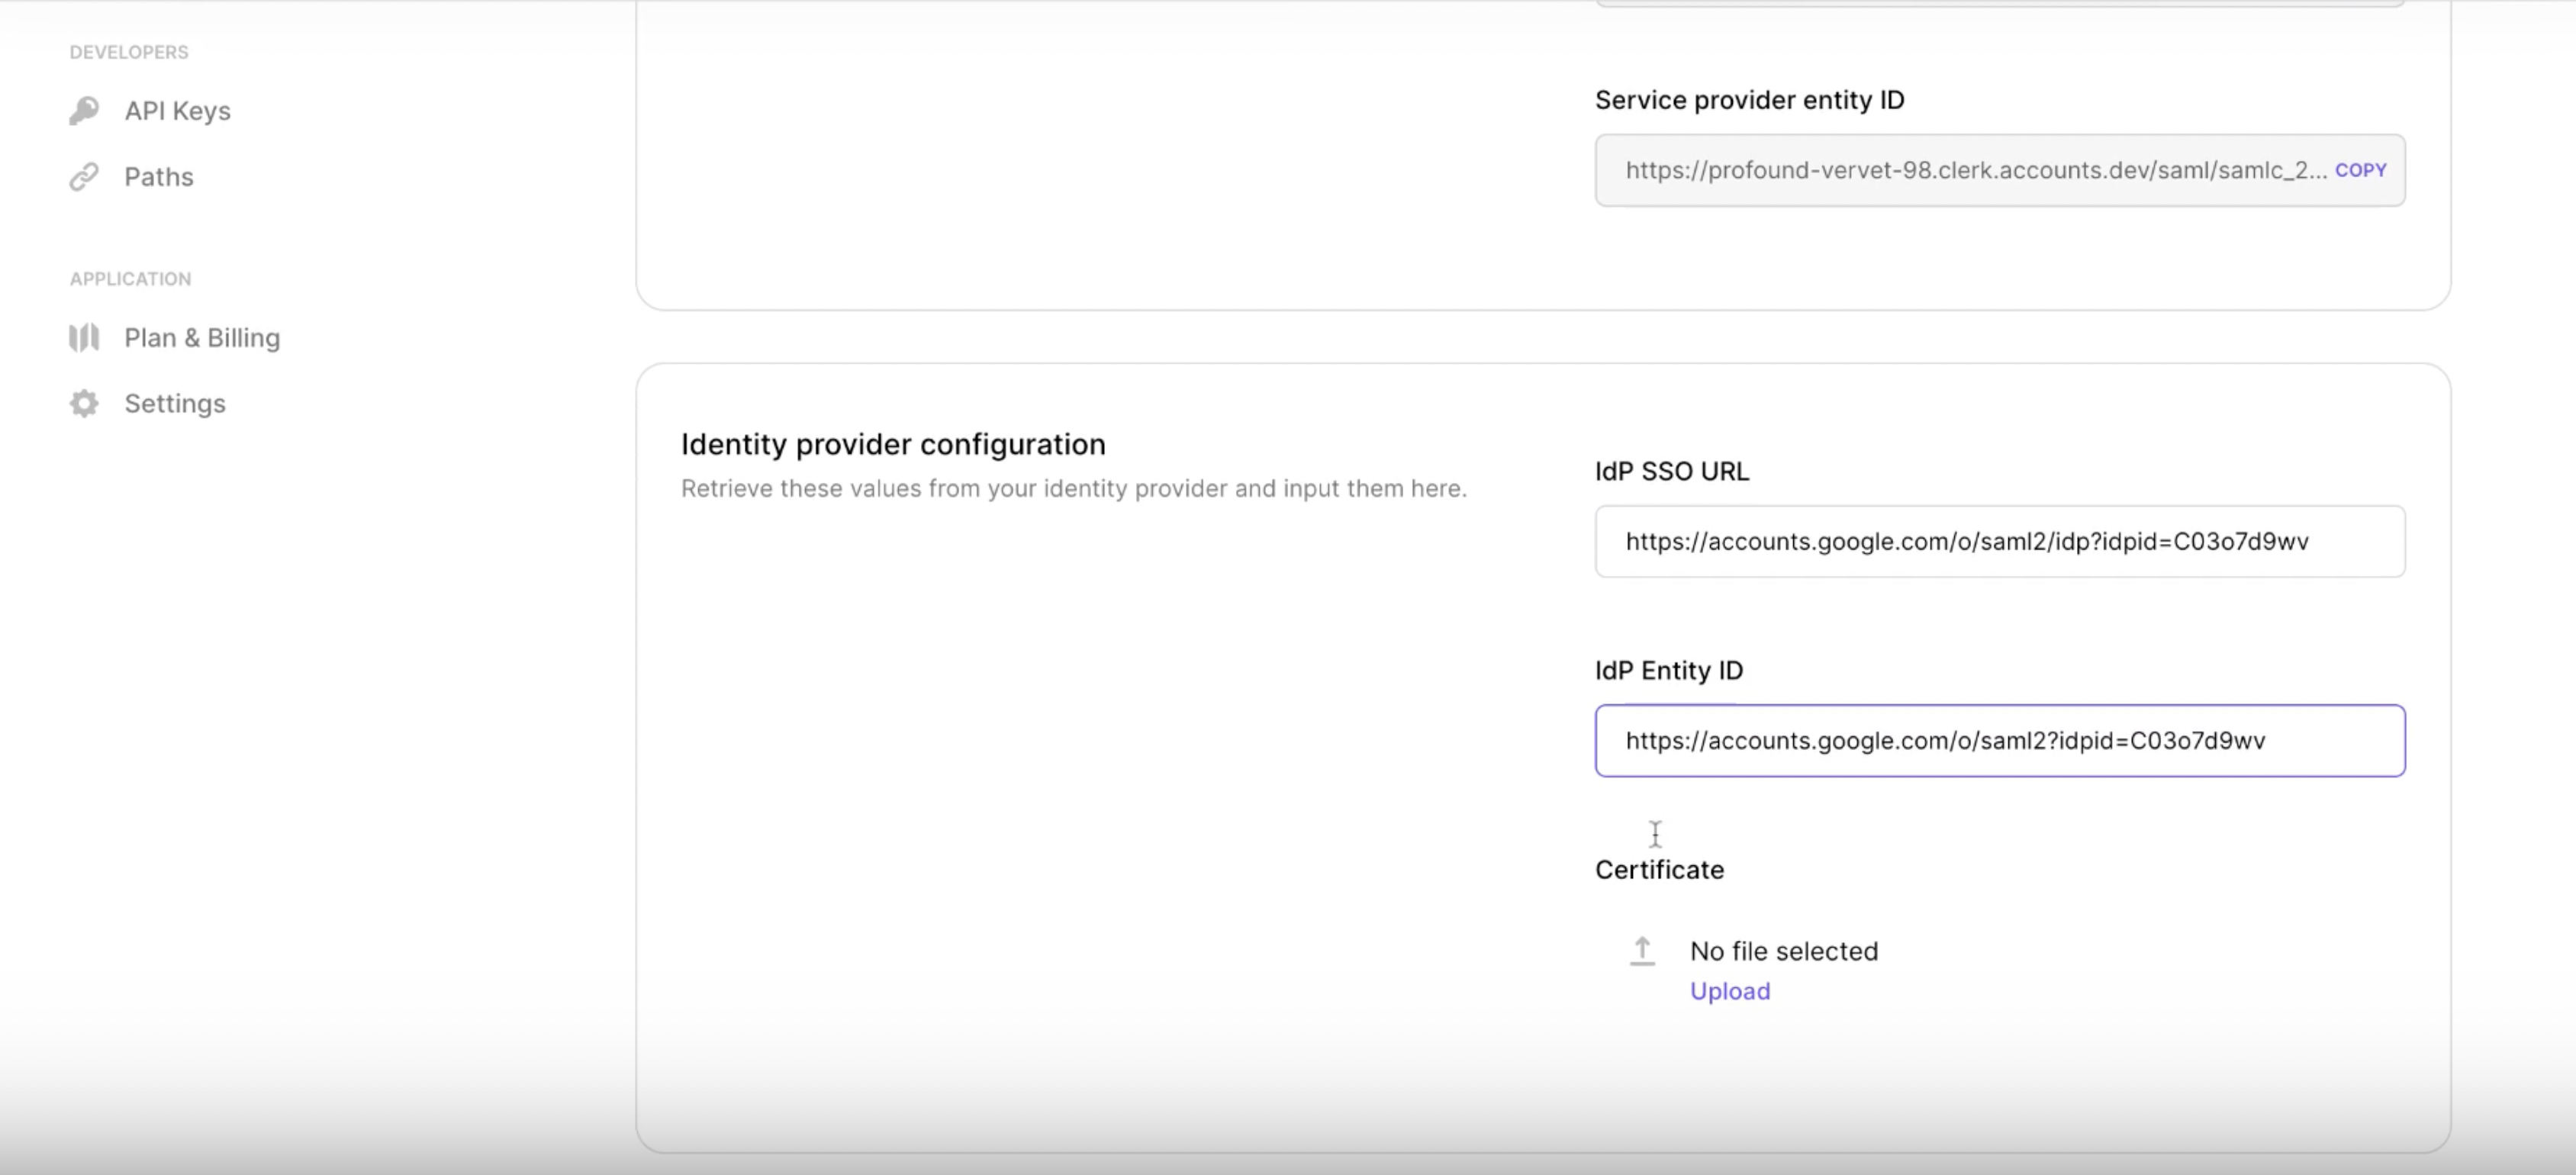 DEVELOPERS
API Keys
Paths
APPLICATION
Plan & Billing
Settings
Service provider entity ID
https://profound-vervet-98.clerk.accounts.dev/saml/samlc_2... COPY
Identity provider configuration
Retrieve these values from your identity provider and input them here.
IdP SSO URL
https://accounts.google.com/o/saml2/idp?idpid=C03o7d9wv
IdP Entity ID
https://accounts.google.com/o/saml2?idpid=C03o7d9wv
Certificate
No file selected
Upload